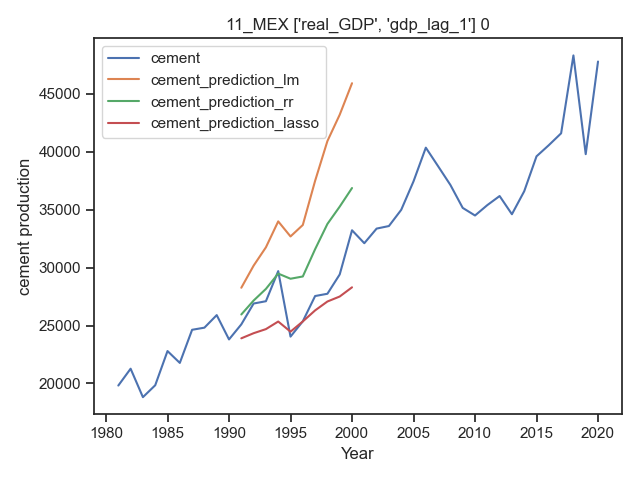 11_MEX ['real_GDP', 'gdp_lag_1'] 0
cement
cement_prediction_lm
cement_prediction_rr
cement_prediction_lasso
cement production
45000
40000
35000
30000
25000
20000
1980 1985 1990 1995 2000 2005 2010 2015 2020
Year